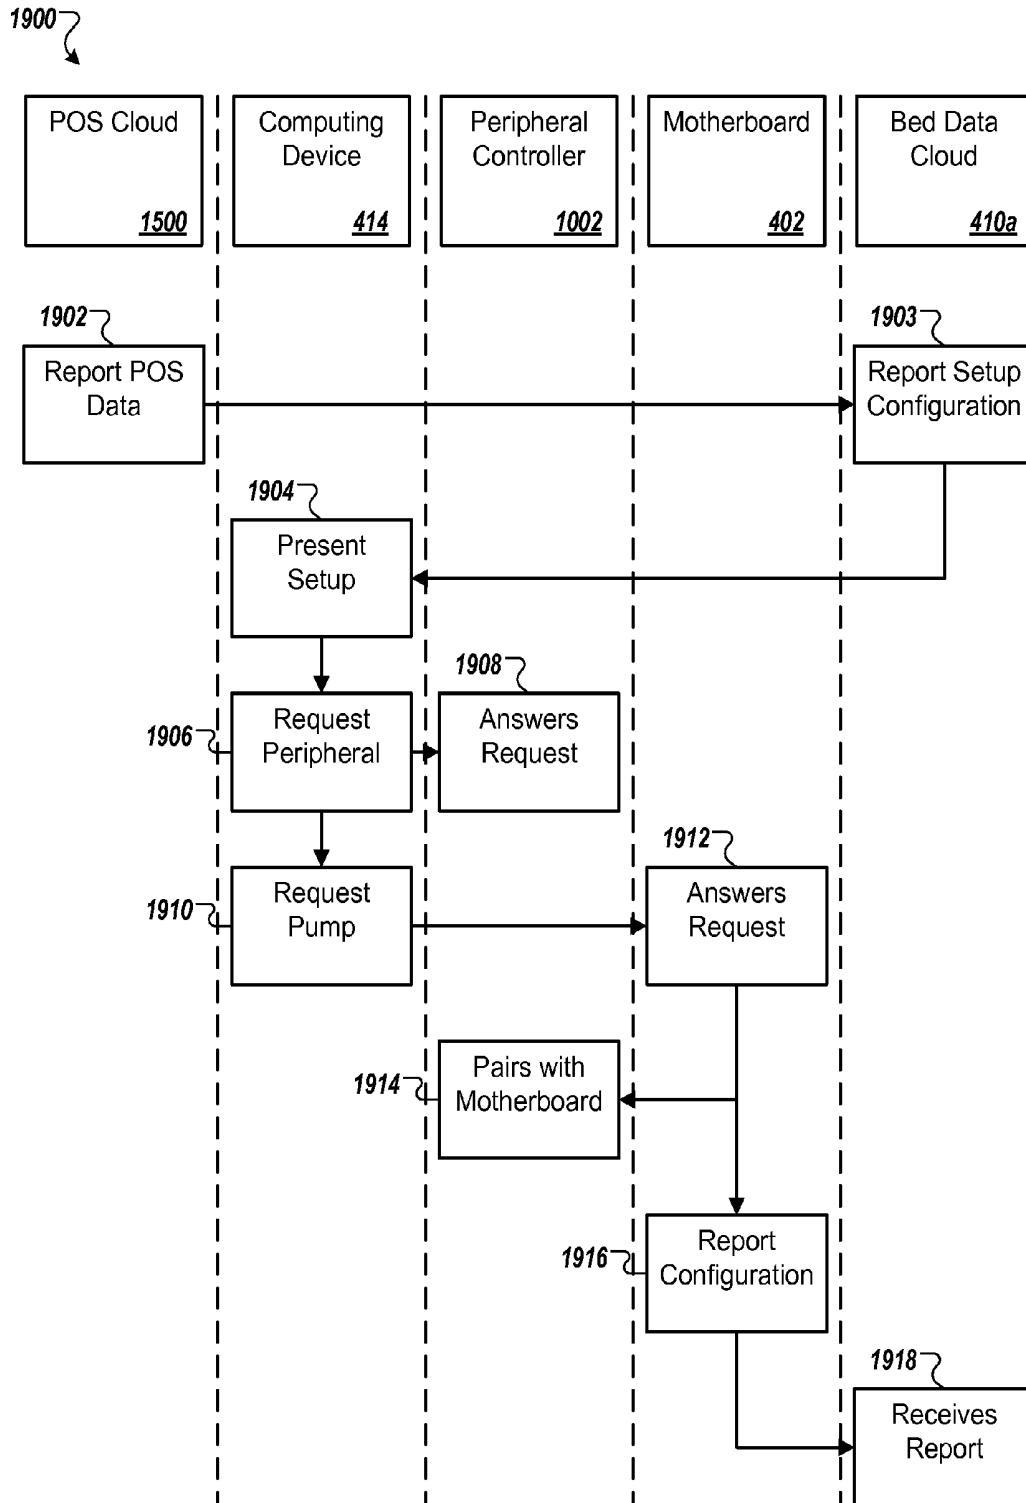 1900
POS Cloud
1500
Computing
Device
414
Peripheral
Controller
1002
Motherboard
402
Bed Data
Cloud
410a
1902
Report POS
Data
1903
Report Setup
Configuration
1904
Present
Setup
1906
Request
Peripheral
1908
Answers
Request
1910
Request
Pump
1912
Answers
Request
1914
Pairs with
Motherboard
1916
Report
Configuration
1918
Receives
Report